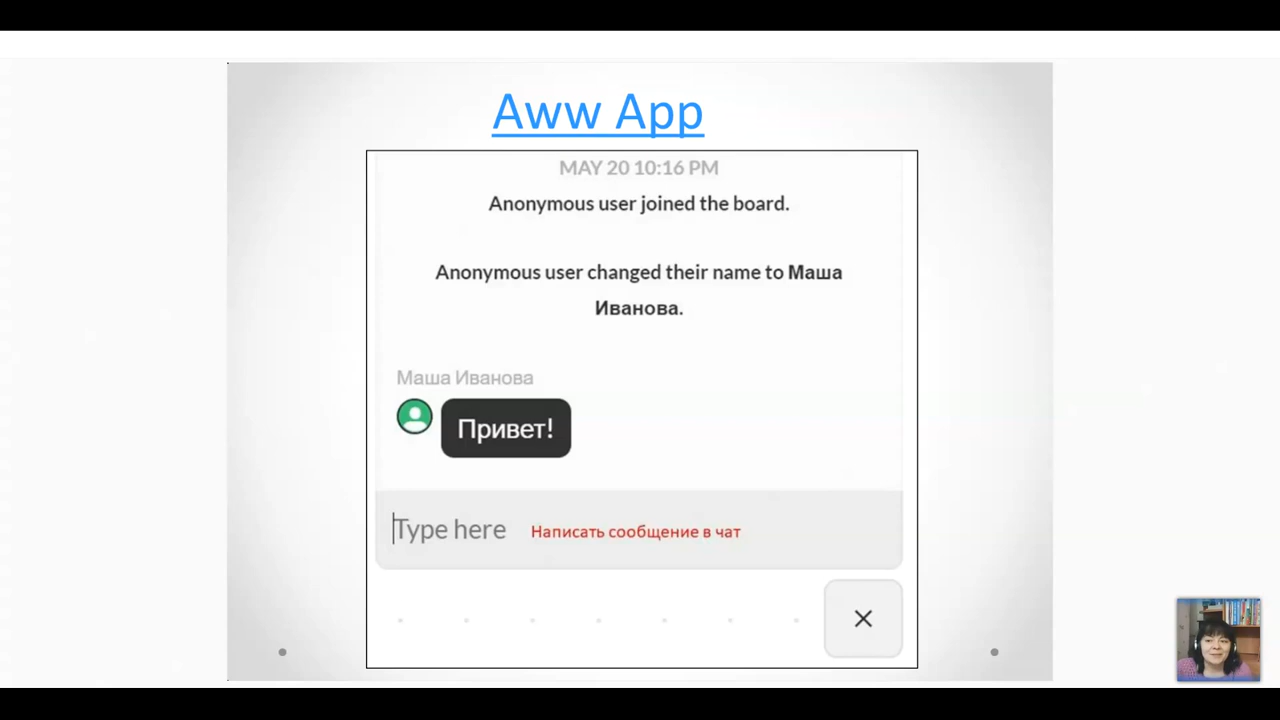 Aww App
MAY 20 10:16 PM
Anonymous user joined the board.
Anonymous user changed their name to Маша
Иванова.
Маша Иванова
Привет!
Type here Написать сообщение в чат